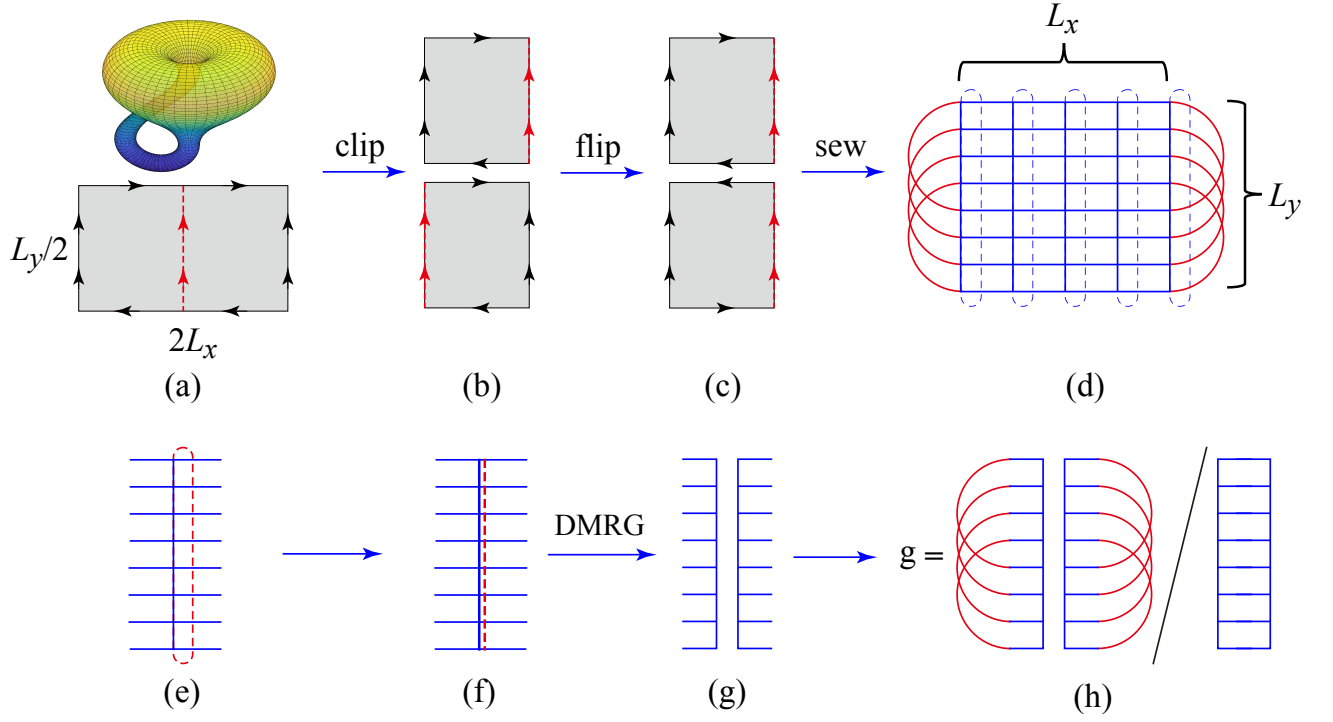 L_x
clip
flip
sew
L_y/2
L_y
2L_x
(a)
(b)
(c)
(d)
DMRG
g =
(e)
(f)
(g)
(h)